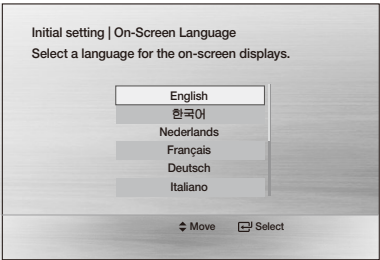 Initial setting | On-Screen Language
Select a language for the on-screen displays.
English
한국어
Nederlands
Français
Deutsch
Italiano
Move Select